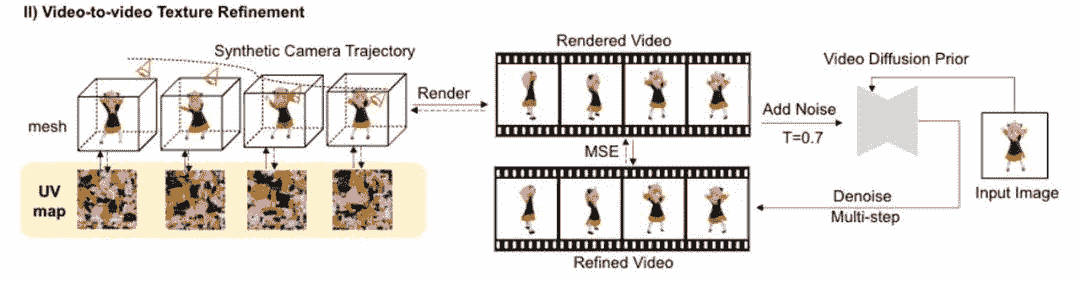 II) Video-to-video Texture Refinement
Synthetic Camera Trajectory
mesh
UV
map
Render
Rendered Video
MSE
Refined Video
Add Noise
T=0.7
Video Diffusion Prior
Denoise
Multi-step
Input Image